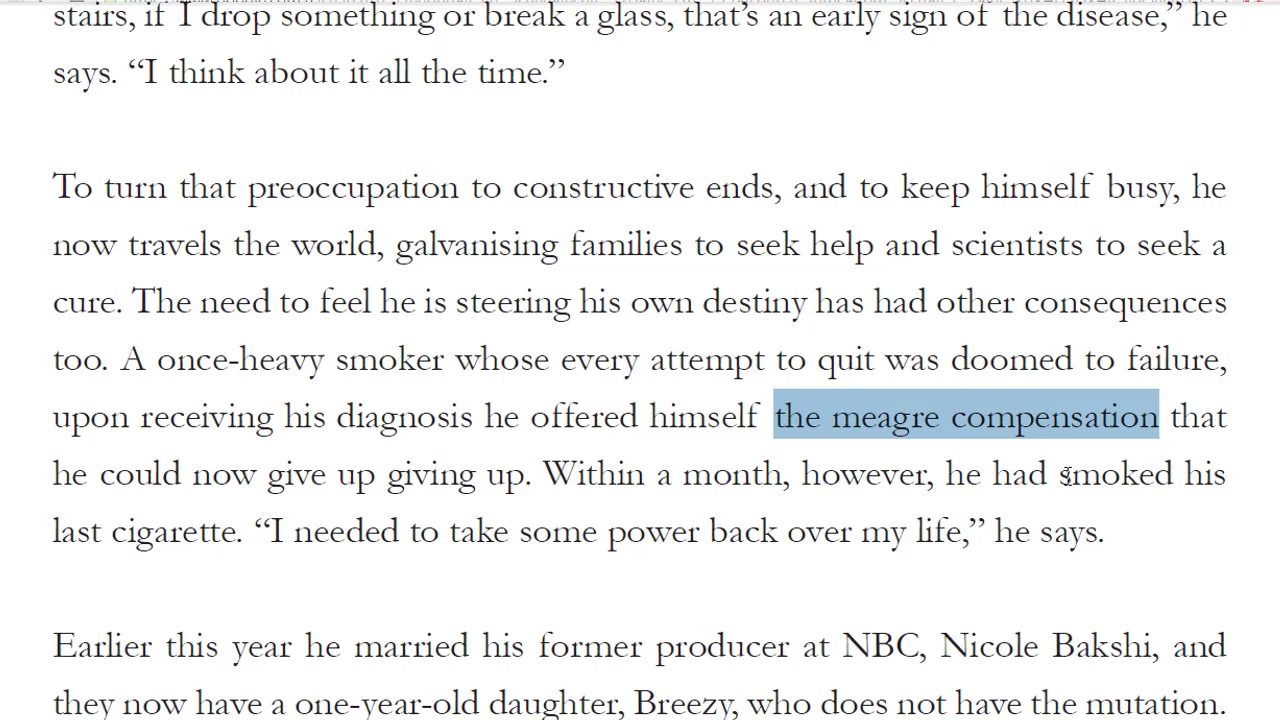 stairs, if I drop something or break a glass, that’s an early sign of the disease,” he
says. “I think about it all the time.”
To turn that preoccupation to constructive ends, and to keep himself busy, he
now travels the world, galvanising families to seek help and scientists to seek a
cure. The need to feel he is steering his own destiny has had other consequences
too. A once-heavy smoker whose every attempt to quit was doomed to failure,
upon receiving his diagnosis he offered himself the meagre compensation that
he could now give up giving up. Within a month, however, he had smoked his
last cigarette. “I needed to take some power back over my life,” he says.
Earlier this year he married his former producer at NBC, Nicole Bakshi, and
they now have a one-year-old daughter, Breezy, who does not have the mutation.